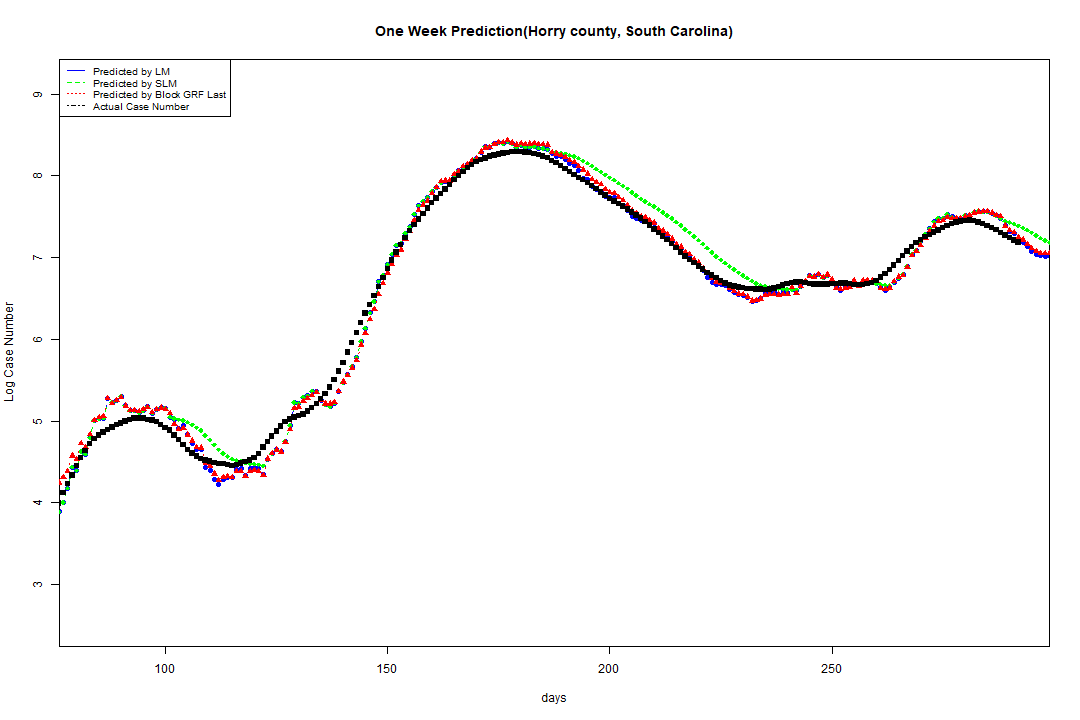 One Week Prediction(Horry county, South Carolina)
Predicted by LM
Predicted by SLM
Predicted by Block GRF Last
Actual Case Number
9
8
7
6
5
4
3
Log Case Number
100 150 200 250
days